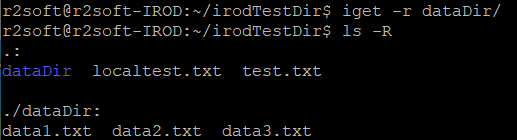 r2soft@r2soft-IROD:~/irodTestDir$ iget -r dataDir/
r2soft@r2soft-IROD:~/irodTestDir$ ls -R
.:
dataDir  localtest.txt  test.txt

./dataDir:
data1.txt  data2.txt  data3.txt